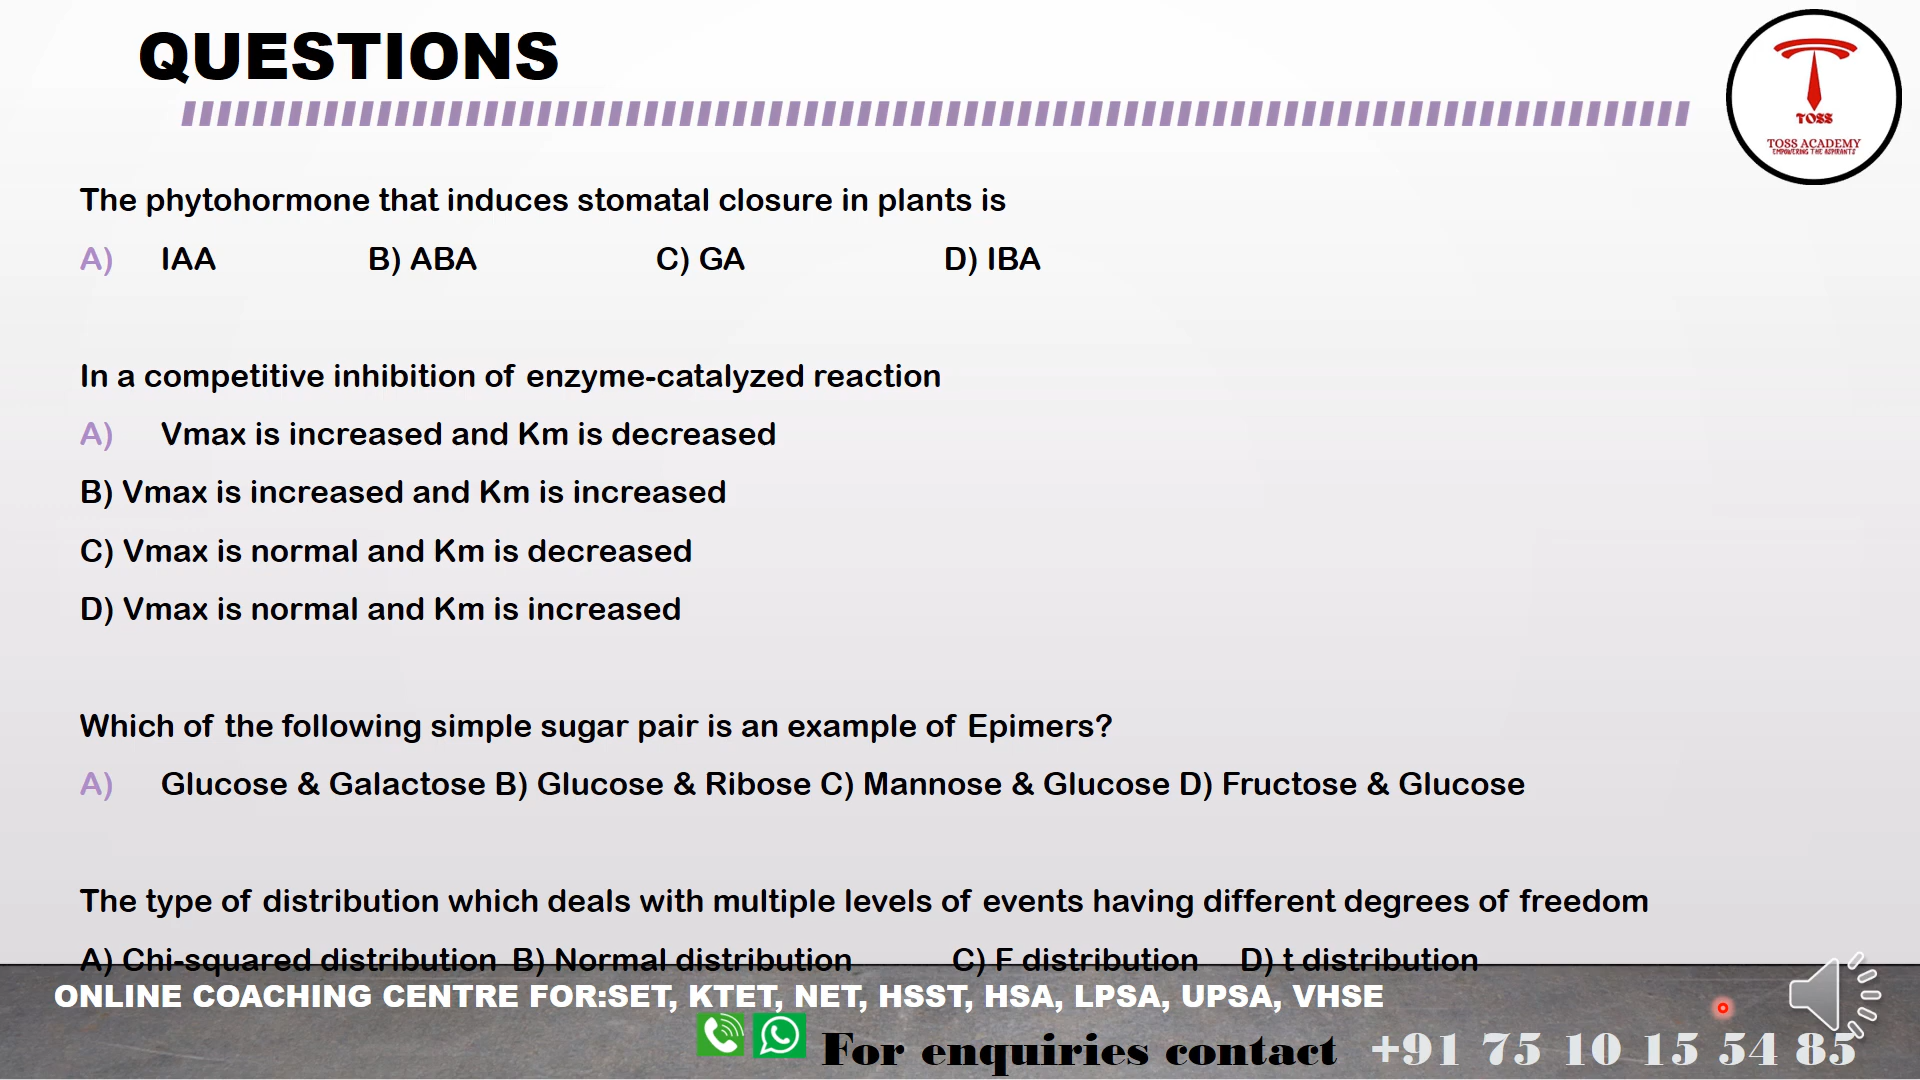 QUESTIONS
TOSS
TOSS ACADEMY
EMPOWERING THE ASPIRANTS
The phytohormone that induces stomatal closure in plants is
A) IAA B) ABA C) GA D) IBA
In a competitive inhibition of enzyme-catalyzed reaction
A) Vmax is increased and Km is decreased
B) Vmax is increased and Km is increased
C) Vmax is normal and Km is decreased
D) Vmax is normal and Km is increased
Which of the following simple sugar pair is an example of Epimers?
A) Glucose & Galactose B) Glucose & Ribose C) Mannose & Glucose D) Fructose & Glucose
The type of distribution which deals with multiple levels of events having different degrees of freedom
A) Chi-squared distribution B) Normal distribution C) F distribution D) t distribution
ONLINE COACHING CENTRE FOR:SET, KTET, NET, HSST, HSA, LPSA, UPSA, VHSE
For enquiries contact +91 75 10 15 54 85